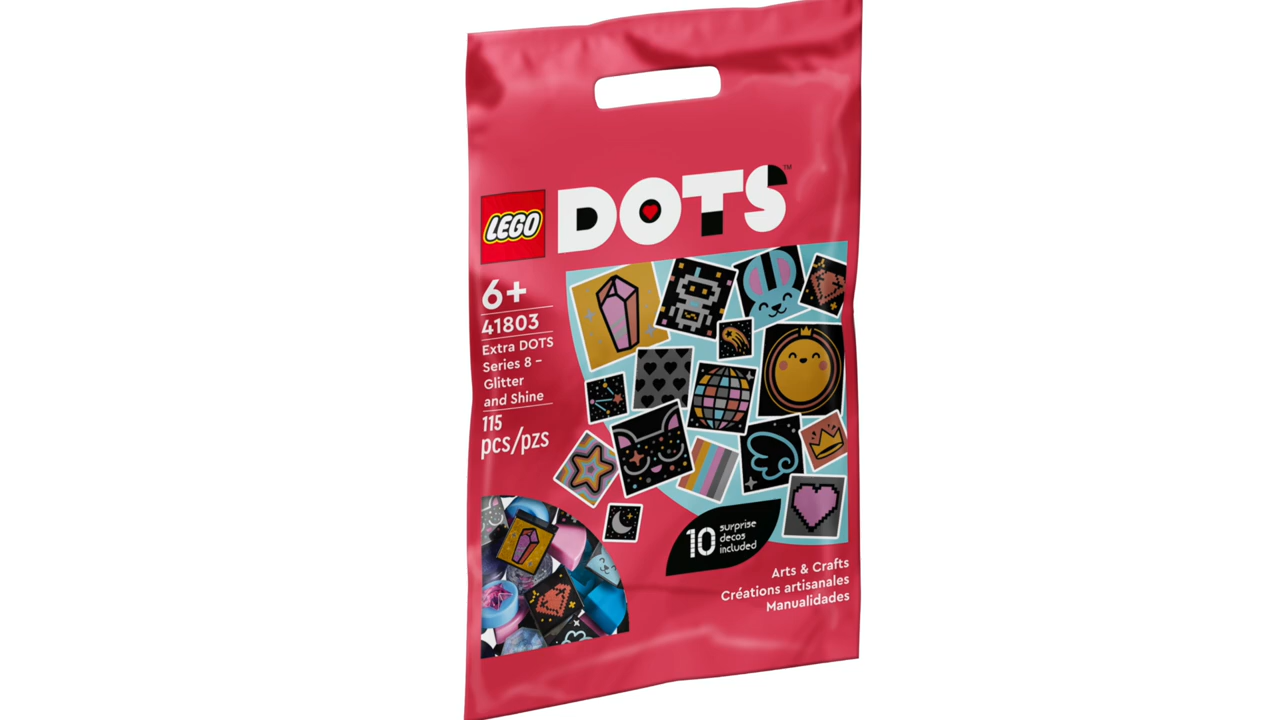 DOTS™
LEGO
6+
41803
Extra DOTS
Series 8 –
Glitter
and Shine
115
pcs/pzs
10 surprise
decos
included
Arts & Crafts
Créations artisanales
Manualidades